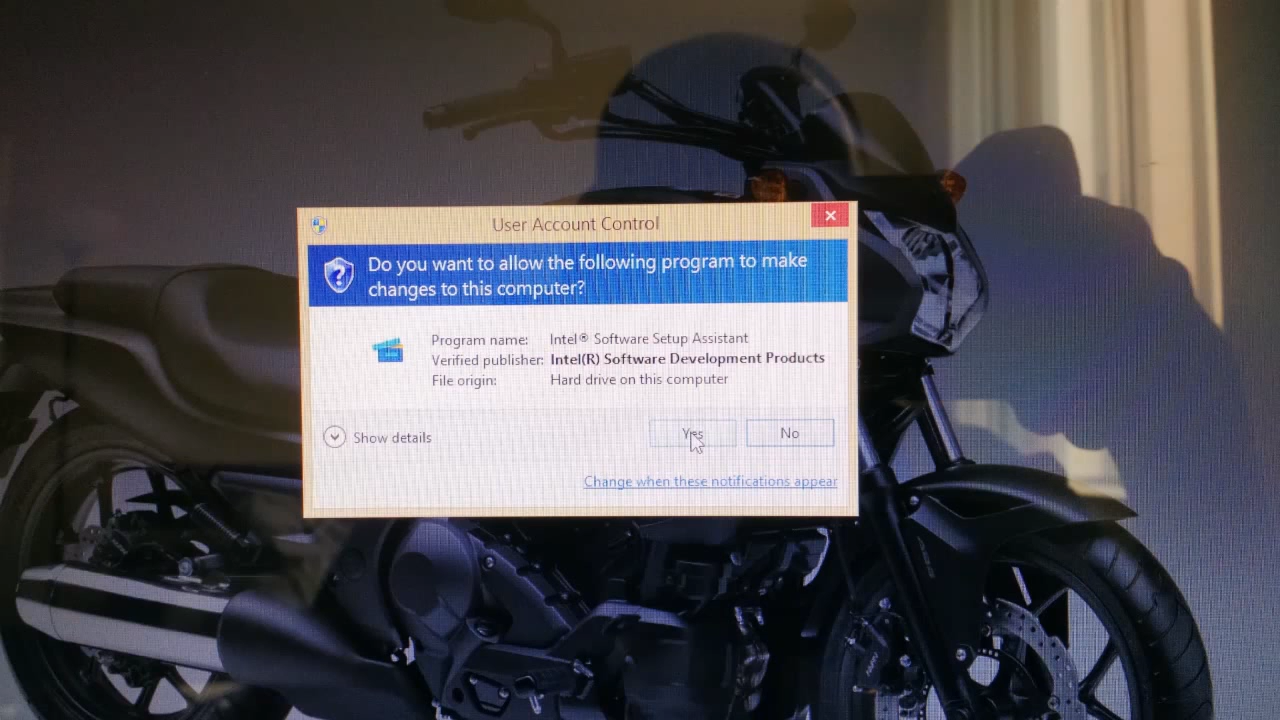 User Account Control
Do you want to allow the following program to make
changes to this computer?
Program name: Intel® Software Setup Assistant
Verified publisher: Intel(R) Software Development Products
File origin: Hard drive on this computer
Show details
Yes
No
Change when these notifications appear